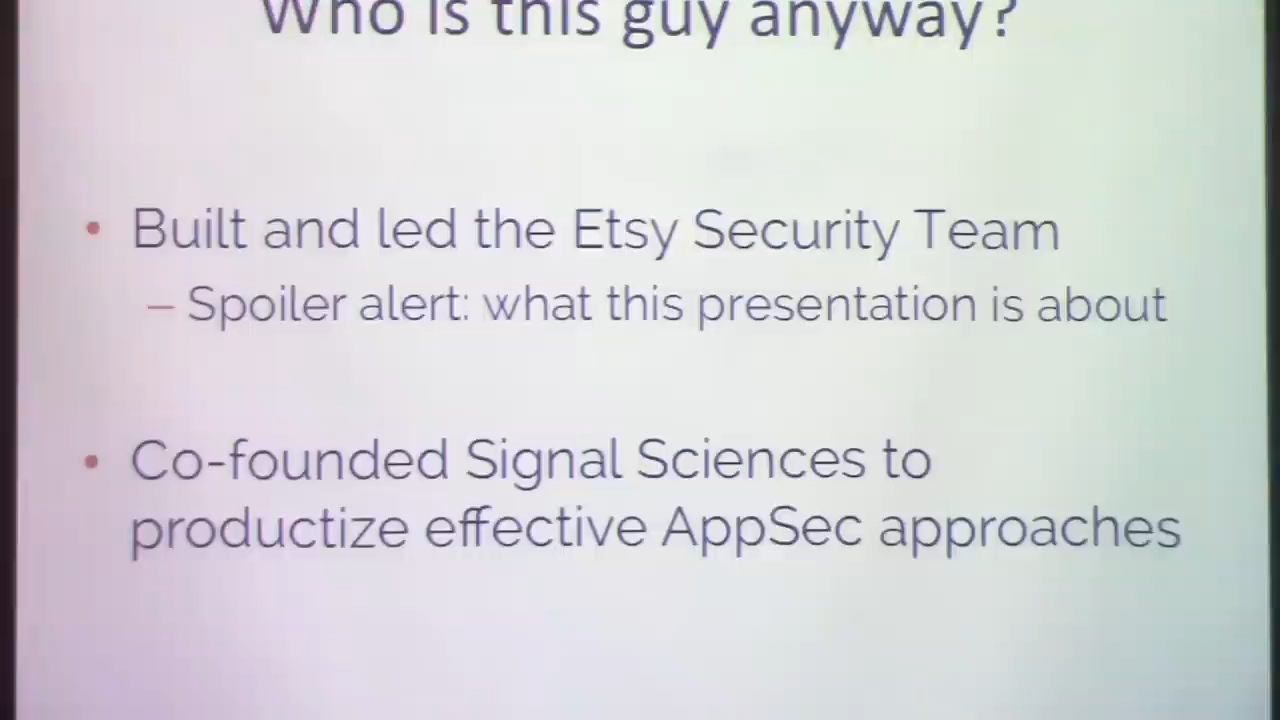 Who is this guy anyway?
• Built and led the Etsy Security Team
– Spoiler alert: what this presentation is about
• Co-founded Signal Sciences to
productize effective AppSec approaches